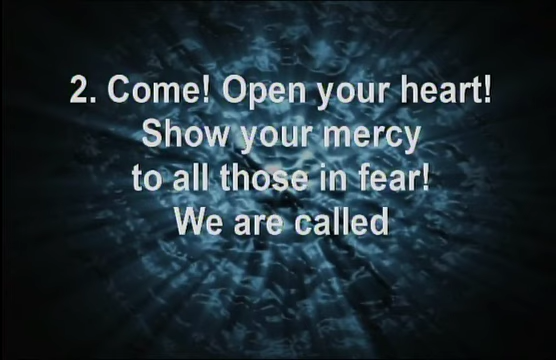 2. Come! Open your heart!
Show your mercy
to all those in fear!
We are called